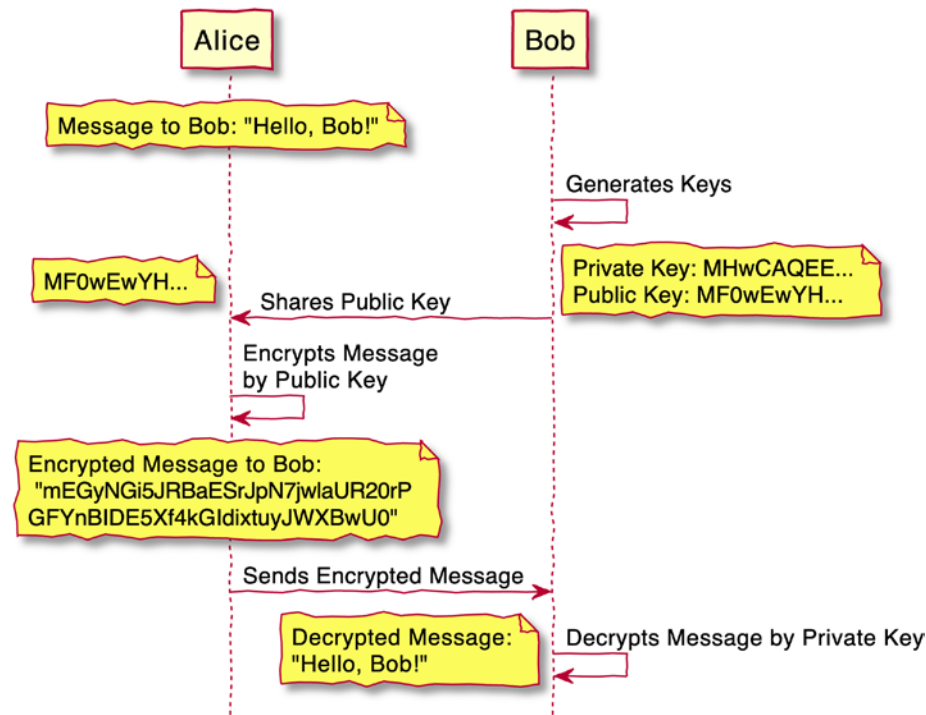 Alice
Bob
Message to Bob: "Hello, Bob!"
Generates Keys
MF0wEwYH...
Private Key: MHwCAQEE...
Public Key: MF0wEwYH...
Shares Public Key
Encrypts Message
by Public Key
Encrypted Message to Bob:
"mEGyNGi5JRBaESrJpN7jwlaUR20rP
GFYnBIDE5Xf4kGIdixtuyJWXBwU0"
Sends Encrypted Message
Decrypted Message:
"Hello, Bob!"
Decrypts Message by Private Key